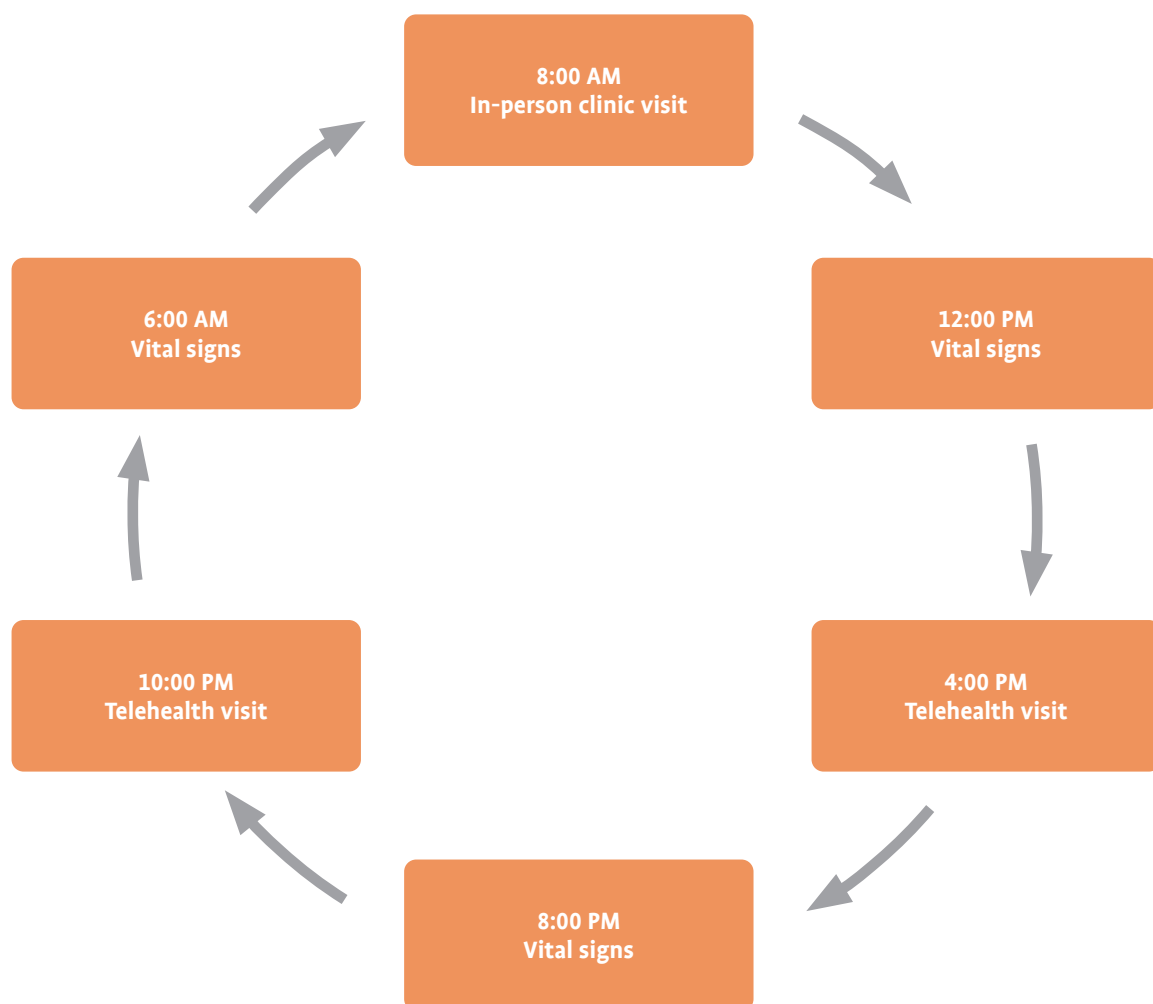 8:00 AM
In-person clinic visit
12:00 PM
Vital signs
4:00 PM
Telehealth visit
8:00 PM
Vital signs
10:00 PM
Telehealth visit
6:00 AM
Vital signs